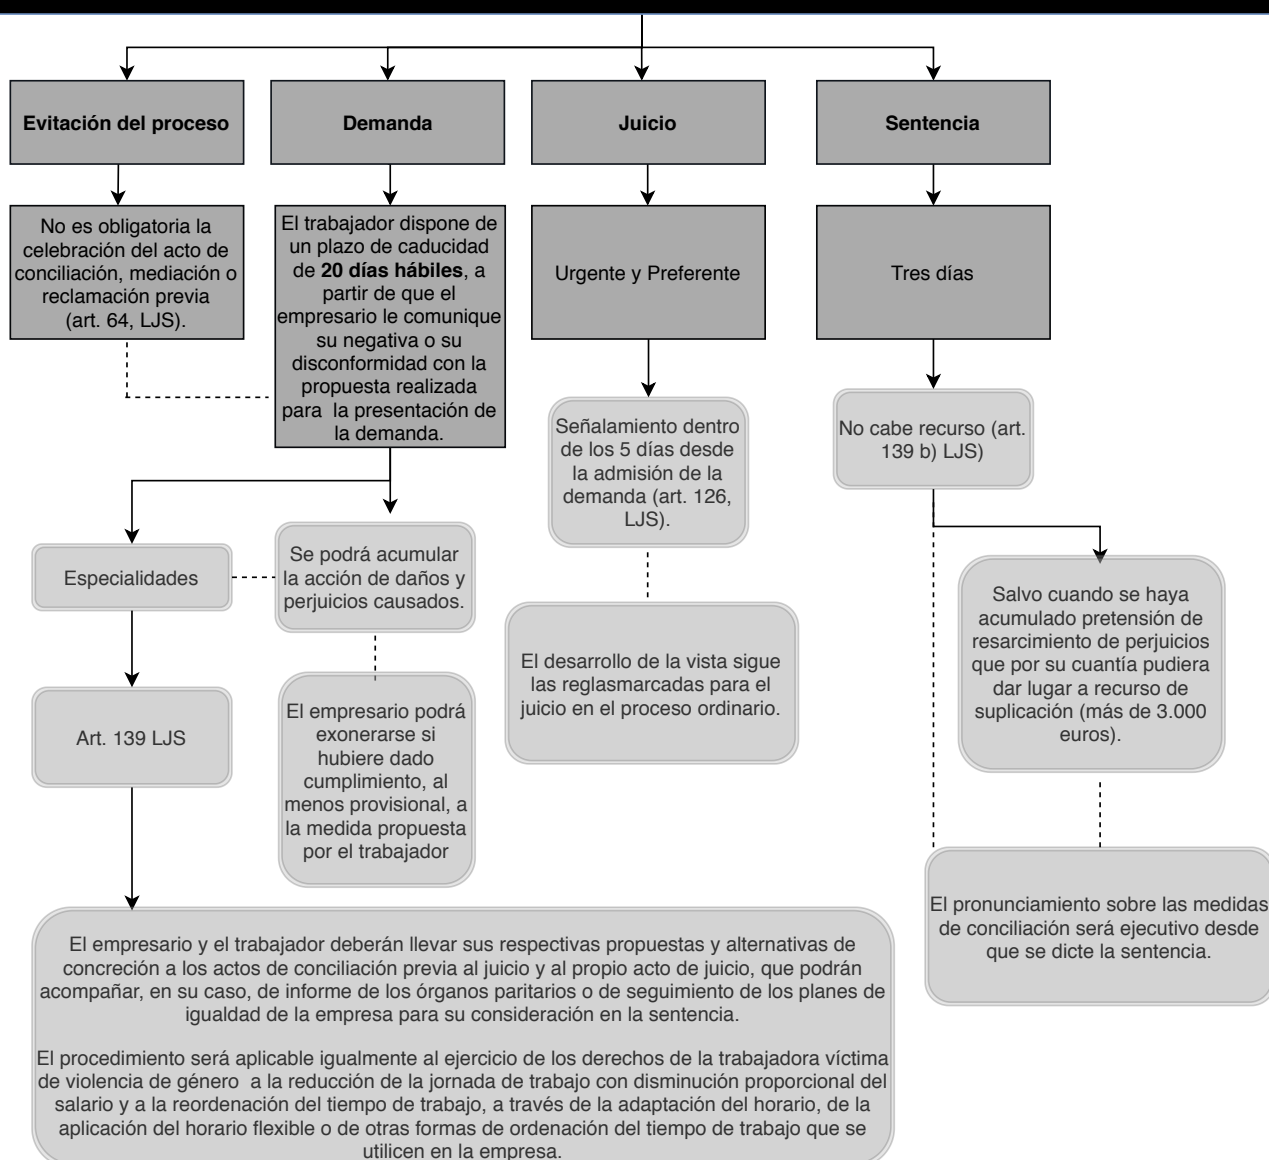 Evitación del proceso
No es obligatoria la
celebración del acto de
conciliación, mediación o
reclamación previa
(art. 64, LJS).
Demanda
El trabajador dispone de
un plazo de caducidad
de 20 días hábiles, a
partir de que el
empresario le comunique
su negativa o su
disconformidad con la
propuesta realizada
para la presentación de
la demanda.
Especialidades
Art. 139 LJS
Se podrá acumular
la acción de daños y
perjuicios causados.
El empresario podrá
exonerarse si
hubiere dado
cumplimiento, al
menos provisional, a
la medida propuesta
por el trabajador
El empresario y el trabajador deberán llevar sus respectivas propuestas y alternativas de
concreción a los actos de conciliación previa al juicio y al propio acto de juicio, que podrán
acompañar, en su caso, de informe de los órganos paritarios o de seguimiento de los planes de
igualdad de la empresa para su consideración en la sentencia.
El procedimiento será aplicable igualmente al ejercicio de los derechos de la trabajadora víctima
de violencia de género a la reducción de la jornada de trabajo con disminución proporcional del
salario y a la reordenación del tiempo de trabajo, a través de la adaptación del horario, de la
aplicación del horario flexible o de otras formas de ordenación del tiempo de trabajo que se
utilicen en la empresa.
Juicio
Urgente y Preferente
Señalamiento dentro
de los 5 días desde
la admisión de la
demanda (art. 126,
LJS).
El desarrollo de la vista sigue
las reglasmarcadas para el
juicio en el proceso ordinario.
Sentencia
Tres días
No cabe recurso (art.
139 b) LJS)
Salvo cuando se haya
acumulado pretensión de
resarcimiento de perjuicios
que por su cuantía pudiera
dar lugar a recurso de
suplicación (más de 3.000
euros).
El pronunciamiento sobre las medidas
de conciliación será ejecutivo desde
que se dicte la sentencia.